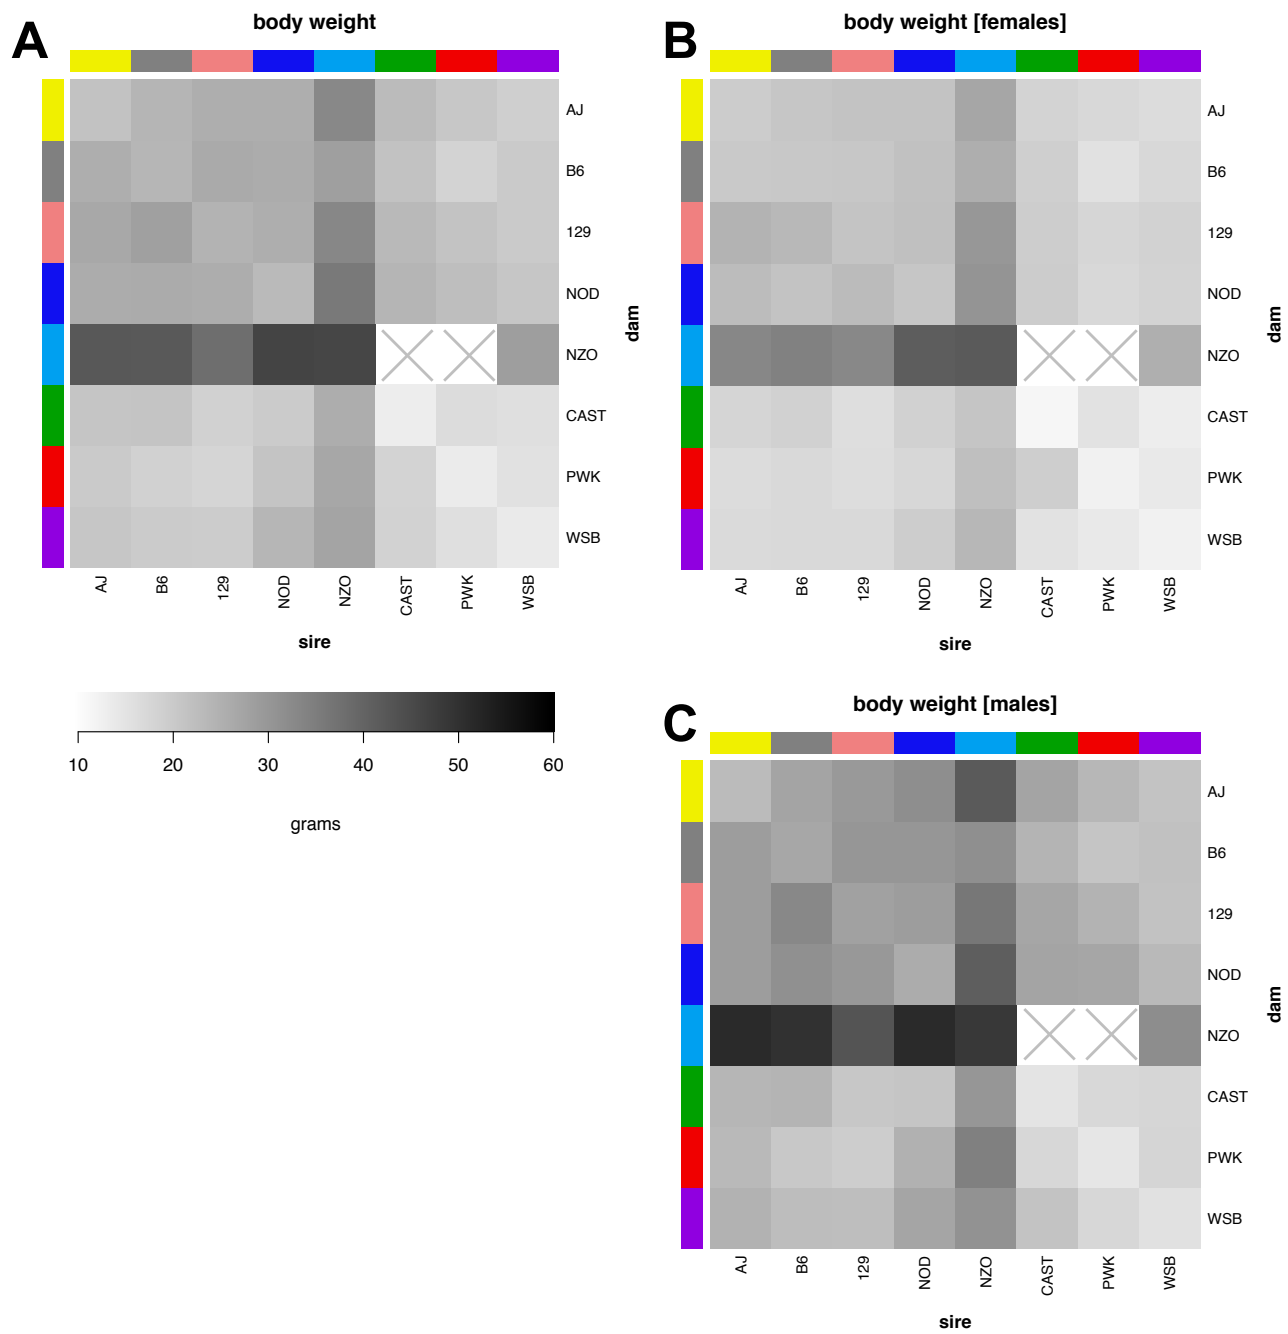 A
body weight
AJ
B6
129
NOD
NZO
CAST
PWK
WSB
dam
AJ
B6
129
NOD
NZO
CAST
PWK
WSB
sire
10 20 30 40 50 60
grams
B
body weight [females]
AJ
B6
129
NOD
NZO
CAST
PWK
WSB
dam
AJ
B6
129
NOD
NZO
CAST
PWK
WSB
sire
C
body weight [males]
AJ
B6
129
NOD
NZO
CAST
PWK
WSB
dam
AJ
B6
129
NOD
NZO
CAST
PWK
WSB
sire